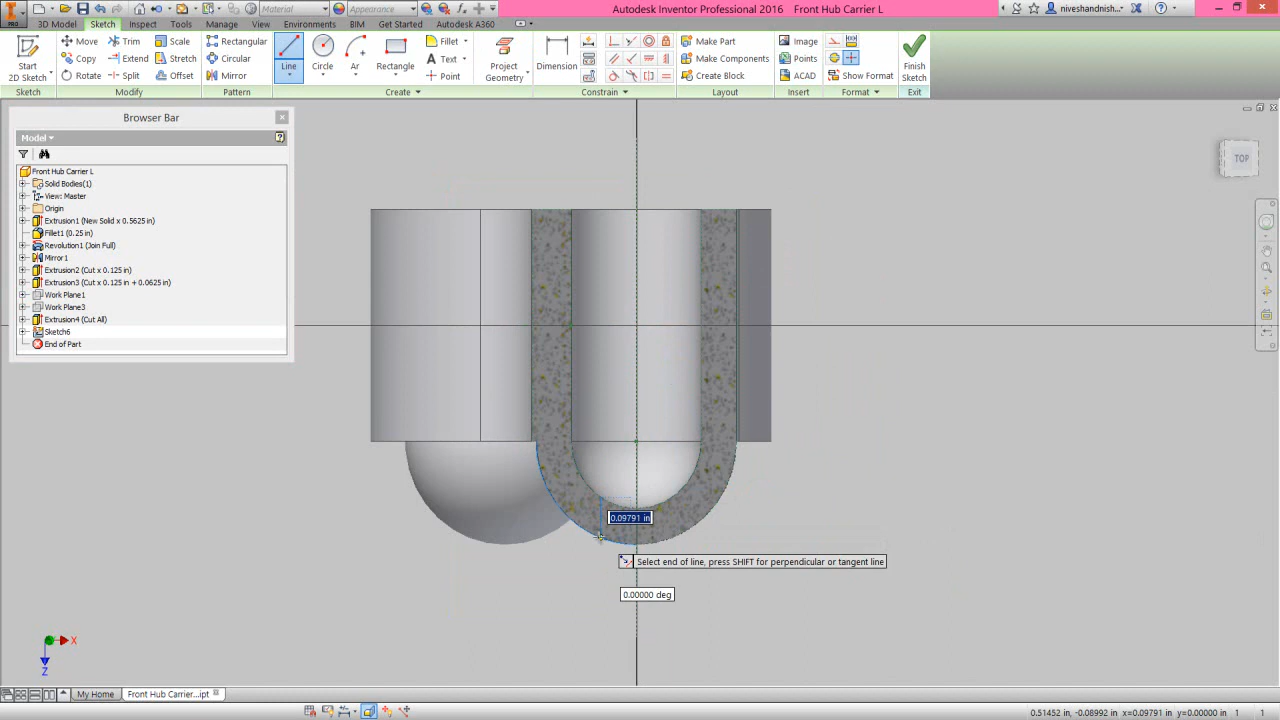 Material
Appearance
Autodesk Inventor Professional 2016 Front Hub Carrier L
niveshandnish...
PRO
3D Model
Sketch
Inspect
Tools
Manage
View
Environments
BIM
Get Started
Autodesk A360
Start
2D Sketch
Move
Copy
Rotate
Trim
Extend
Split
Scale
Stretch
Offset
Rectangular
Circular
Mirror
Line
Circle
Ar
Rectangle
Fillet
Text
Point
Project
Geometry
Dimension
Make Part
Make Components
Create Block
Image
Points
ACAD
Show Format
Finish
Sketch
Sketch
Modify
Pattern
Create
Constrain
Layout
Insert
Format
Exit
Browser Bar
Model
Front Hub Carrier L
Solid Bodies(1)
View: Master
Origin
Extrusion1 (New Solid x 0.5625 in)
Fillet1 (0.25 in)
Revolution1 (Join Full)
Mirror1
Extrusion2 (Cut x 0.125 in)
Extrusion3 (Cut x 0.125 in + 0.0625 in)
Work Plane1
Work Plane3
Extrusion4 (Cut All)
Sketch6
End of Part
TOP
0.09791 in
Select end of line, press SHIFT for perpendicular or tangent line
0.00000 deg
X
Z
My Home
Front Hub Carrier...ipt
0.51452 in, -0.08992 in
x=0.09791 in
y=0.00000 in
1
1